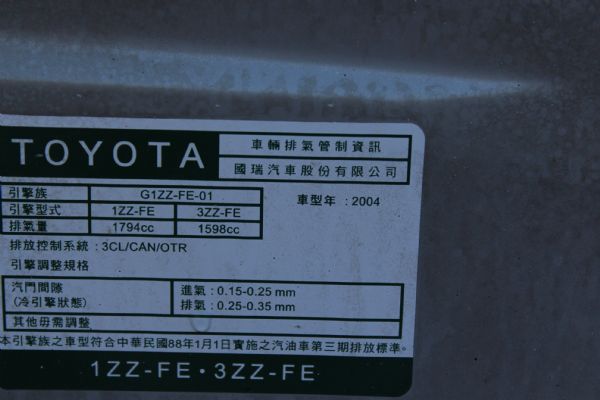 TOYOTA
車輛排氣管制資訊
國瑞汽車股份有限公司
引擎族 G1ZZ-FE-01 車型年：2004
引擎型式 1ZZ-FE 3ZZ-FE
排氣量 1794cc 1598cc
排放控制系統：3CL/CAN/OTR
引擎調整規格
汽門間隙 進氣：0.15-0.25 mm
(冷引擎狀態) 排氣：0.25-0.35 mm
其他毋需調整
本引擎族之車型符合中華民國88年1月1日實施之汽油車第三期排放標準。
1ZZ-FE・3ZZ-FE